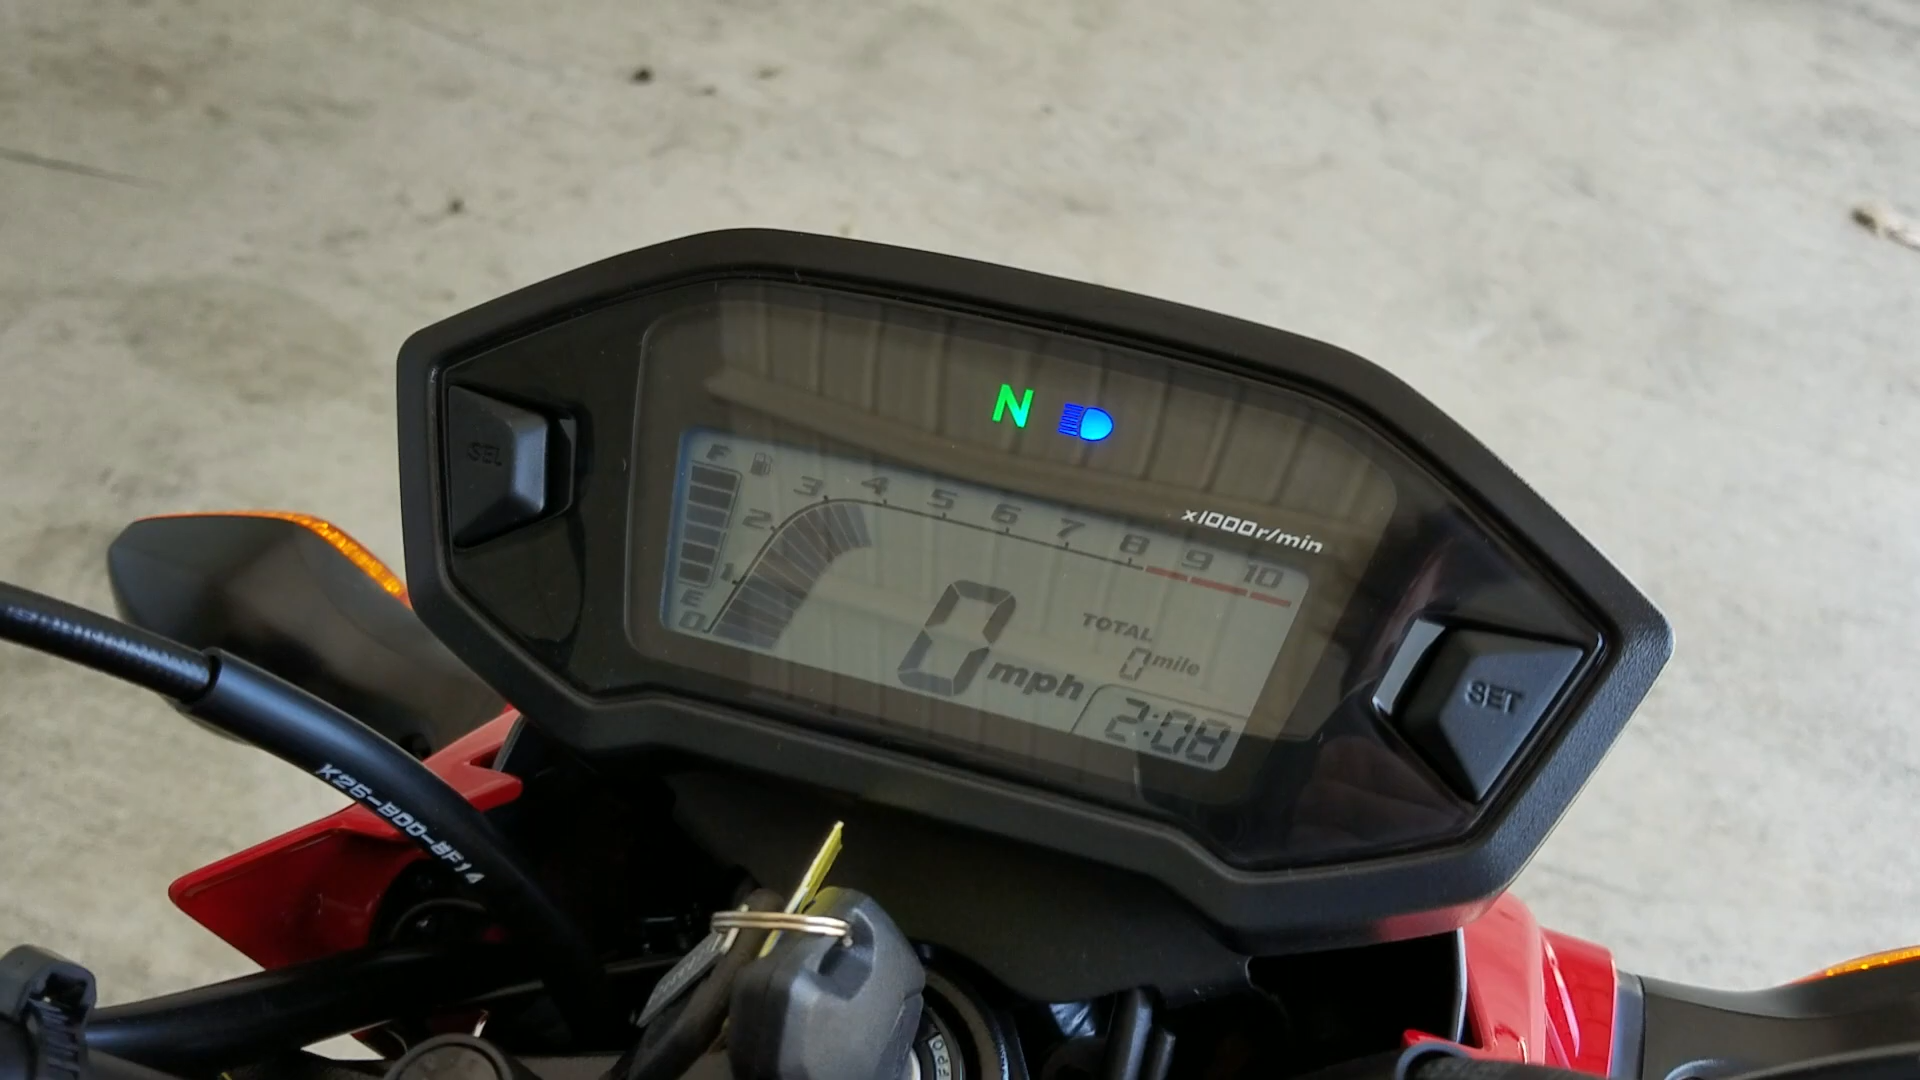 N
SEL
F
3 4 5 6 7 8 9 10
x1000r/min
2
1
E
0
0 mph
TOTAL
0 mile
2:08
SET
K26-B00-BF14